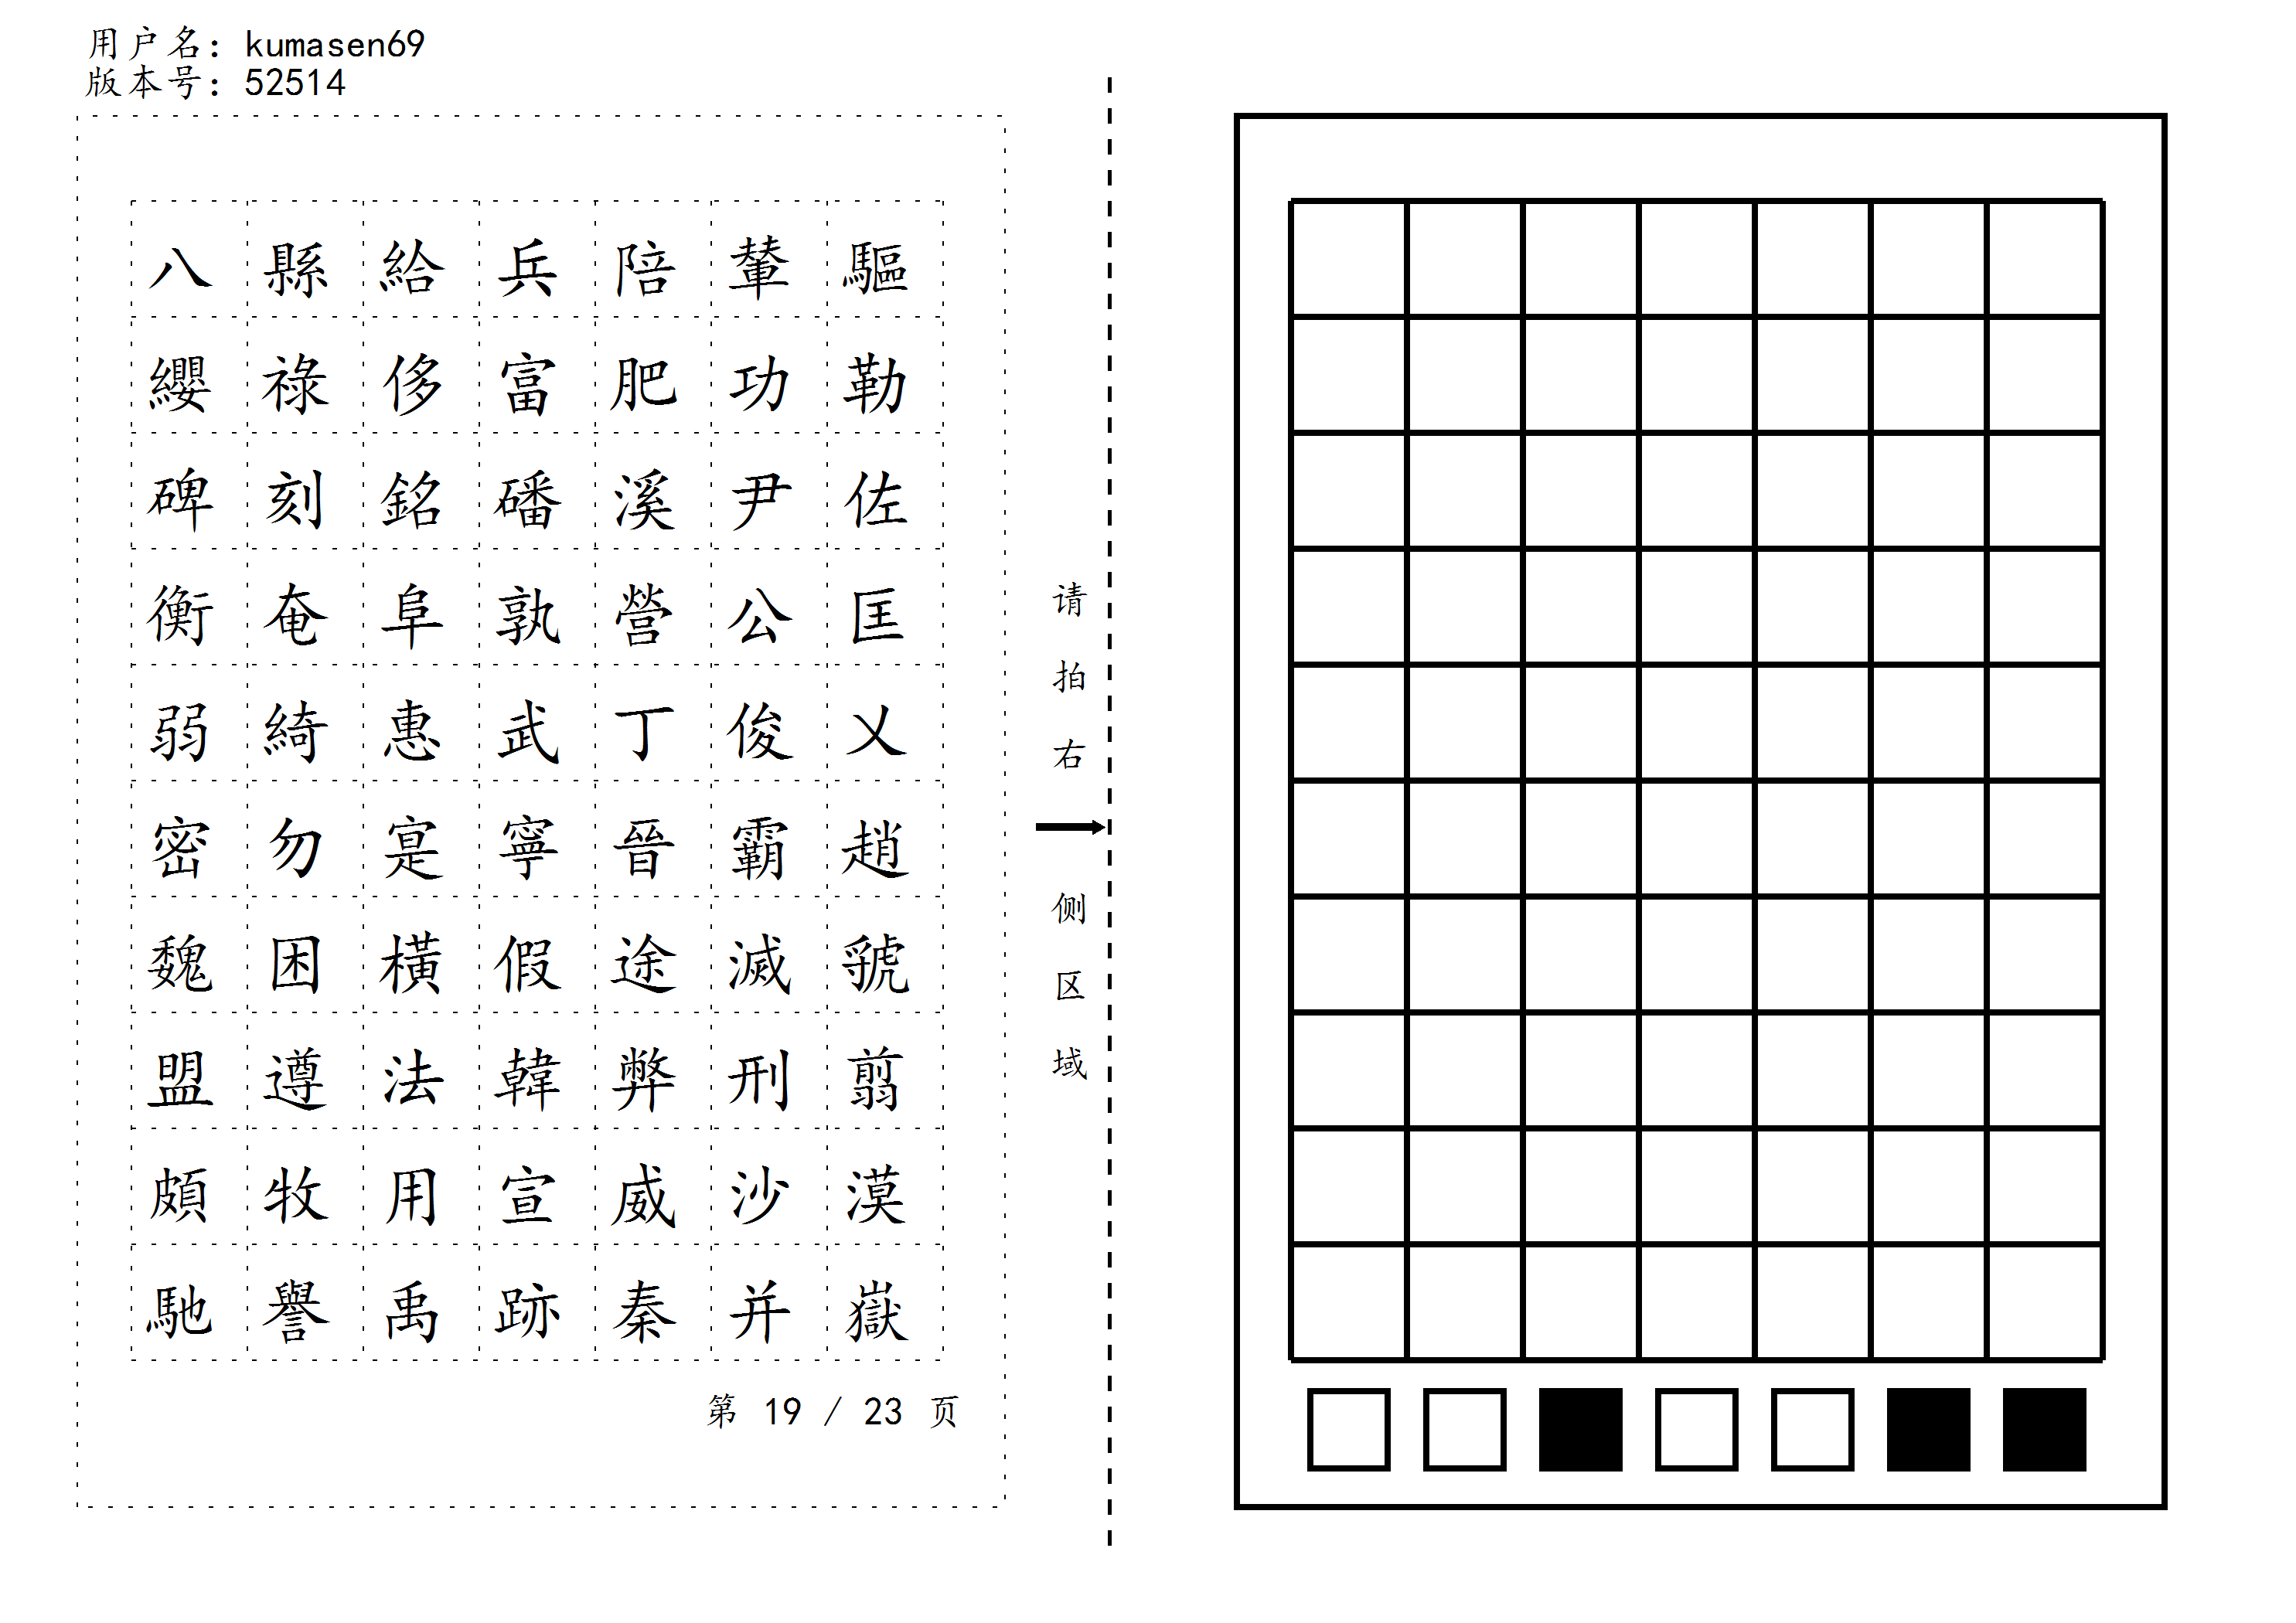 用户名: kumasen69
版本号: 52514
八縣給兵陪輦驅
纓祿侈富肥功勒
碑刻銘磻溪尹佐
衡奄阜孰營公匡
弱綺惠武丁俊乂
密勿寔寧晉霸趙
魏困橫假途滅虢
盟遵法韓弊刑翦
頗牧用宣威沙漠
馳譽禹跡秦并嶽
第 19 / 23 页
请拍右侧区域